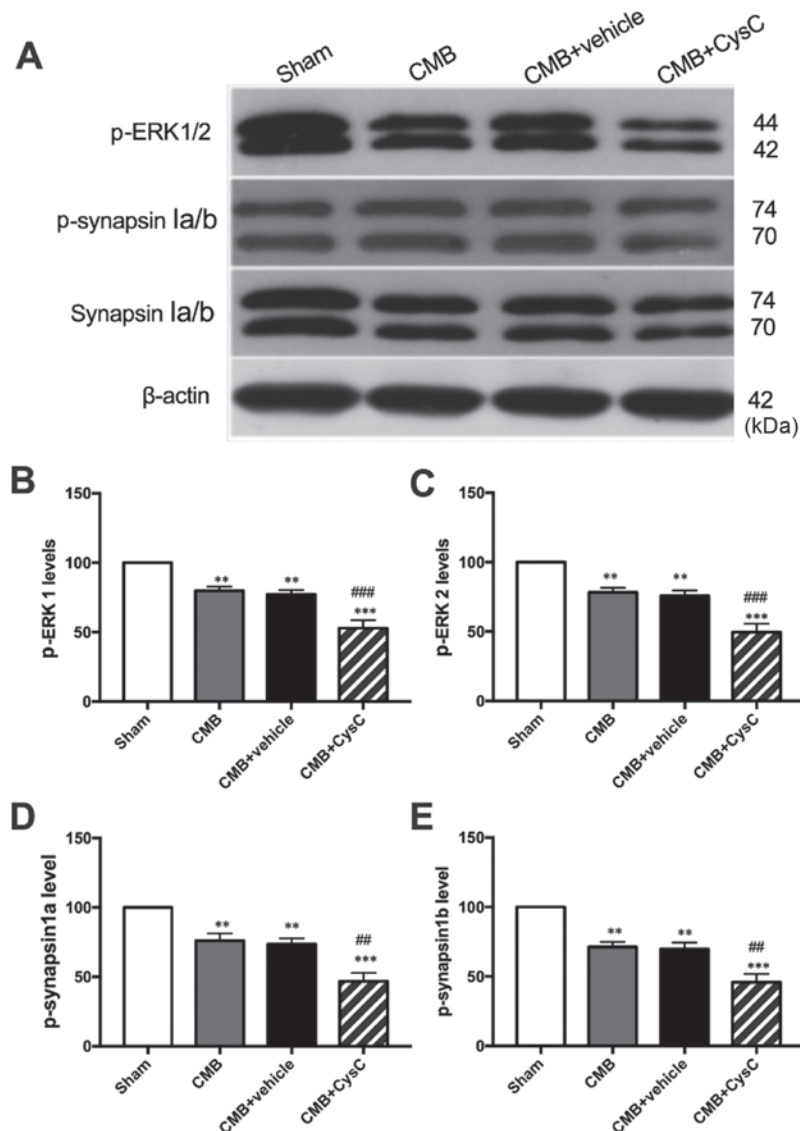 A
Sham CMB CMB+vehicle CMB+CysC
p-ERK1/2 44
42
p-synapsin Ia/b 74
70
Synapsin Ia/b 74
70
β-actin 42
(kDa)
B
p-ERK 1 levels
150
100
50
0
** ** ###
***
Sham CMB CMB+vehicle CMB+CysC
C
p-ERK 2 levels
150
100
50
0
** ** ###
***
Sham CMB CMB+vehicle CMB+CysC
D
p-synapsin1a level
150
100
50
0
** ** ##
***
Sham CMB CMB+vehicle CMB+CysC
E
p-synapsin1b level
150
100
50
0
** ** ##
***
Sham CMB CMB+vehicle CMB+CysC